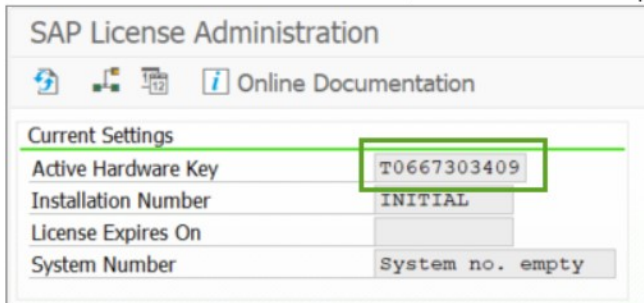 SAP License Administration
Online Documentation
Current Settings
Active Hardware Key T0667303409
Installation Number INITIAL
License Expires On
System Number System no. empty